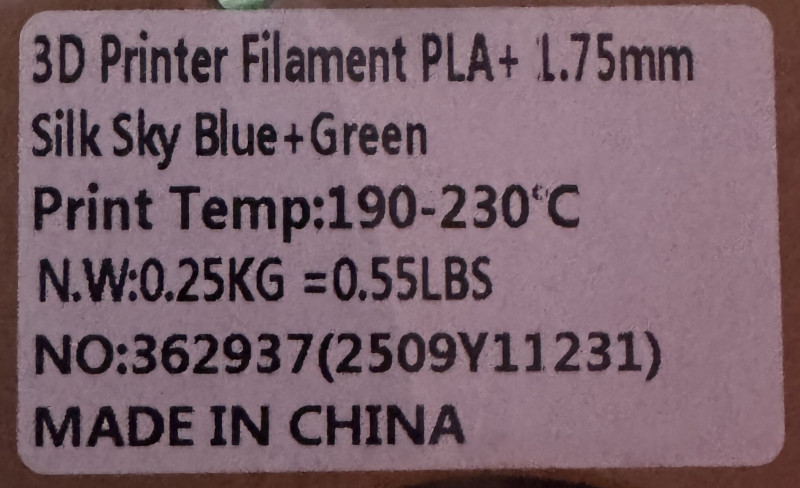 3D Printer Filament PLA+ 1.75mm
Silk Sky Blue+Green
Print Temp:190-230°C
N.W:0.25KG =0.55LBS
NO:362937(2509Y11231)
MADE IN CHINA